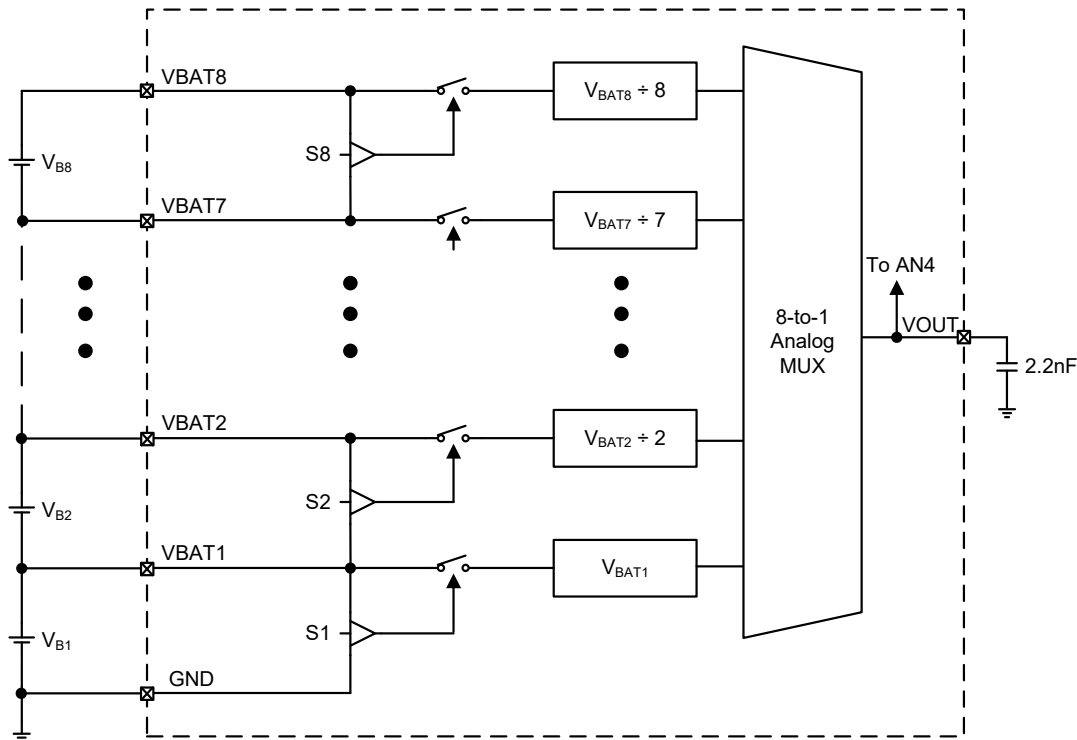 VBAT8
V_B8
S8
V_BAT8 ÷ 8
VBAT7
V_BAT7 ÷ 7
To AN4
8-to-1
Analog
MUX
VOUT
2.2nF
VBAT2
V_BAT2 ÷ 2
S2
V_B2
VBAT1
V_BAT1
S1
V_B1
GND